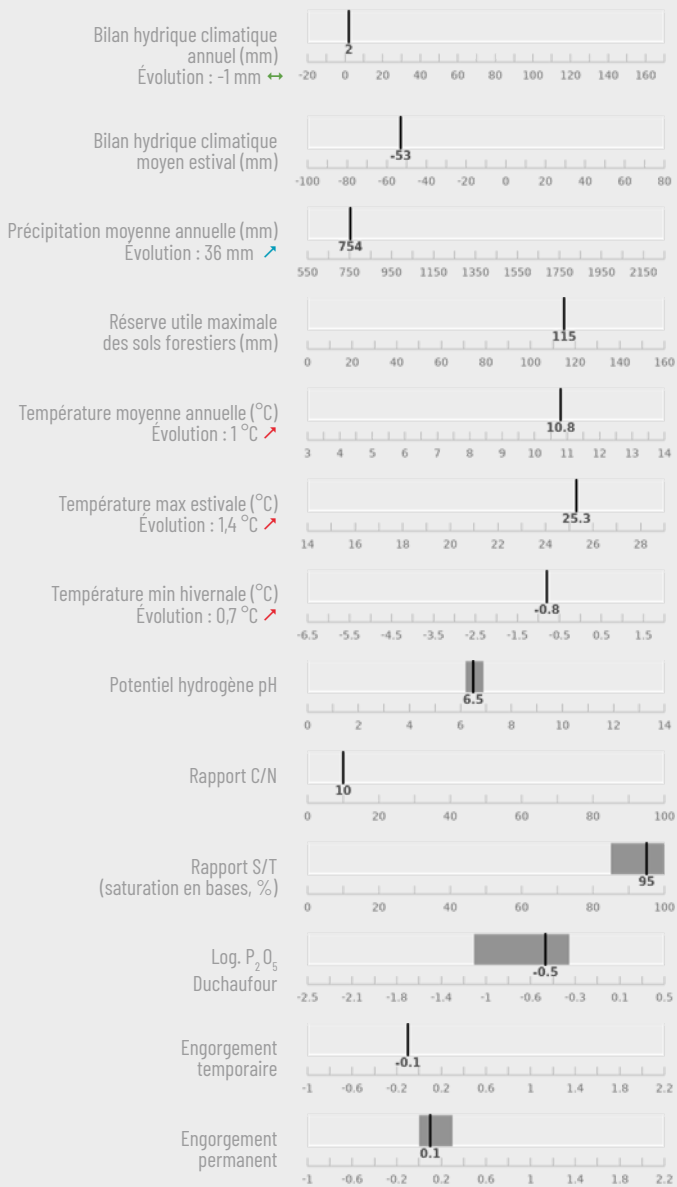 Bilan hydrique climatique
annuel (mm)
Évolution : -1 mm ↔
2
-20 0 20 40 60 80 100 120 140 160
Bilan hydrique climatique
moyen estival (mm)
-53
-100 -80 -60 -40 -20 0 20 40 60 80
Précipitation moyenne annuelle (mm)
Évolution : 36 mm ↗
754
550 750 950 1150 1350 1550 1750 1950 2150
Réserve utile maximale
des sols forestiers (mm)
115
0 20 40 60 80 100 120 140 160
Température moyenne annuelle (°C)
Évolution : 1 °C ↗
10.8
3 4 5 6 7 8 9 10 11 12 13 14
Température max estivale (°C)
Évolution : 1,4 °C ↗
25.3
14 16 18 20 22 24 26 28
Température min hivernale (°C)
Évolution : 0,7 °C ↗
-0.8
-6.5 -5.5 -4.5 -3.5 -2.5 -1.5 -0.5 0.5 1.5
Potentiel hydrogène pH
6.5
0 2 4 6 8 10 12 14
Rapport C/N
10
0 20 40 60 80 100
Rapport S/T
(saturation en bases, %)
95
0 20 40 60 80 100
Log. P₂O₅
Duchaufour
-0.5
-2.5 -2.1 -1.8 -1.4 -1 -0.6 -0.3 0.1 0.5
Engorgement
temporaire
-0.1
-1 -0.6 -0.2 0.2 0.6 1 1.4 1.8 2.2
Engorgement
permanent
0.1
-1 -0.6 -0.2 0.2 0.6 1 1.4 1.8 2.2